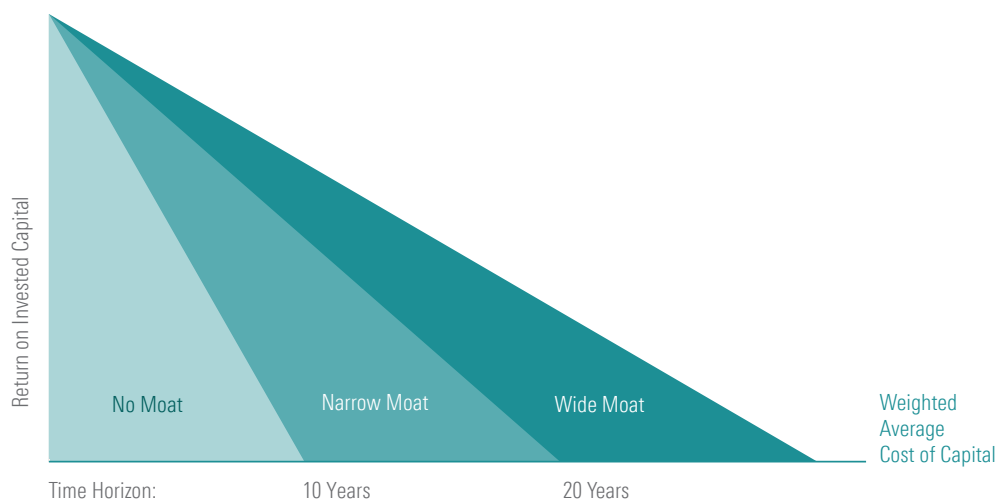 Return on Invested Capital
No Moat
Narrow Moat
Wide Moat
Weighted
Average
Cost of Capital
Time Horizon:
10 Years
20 Years